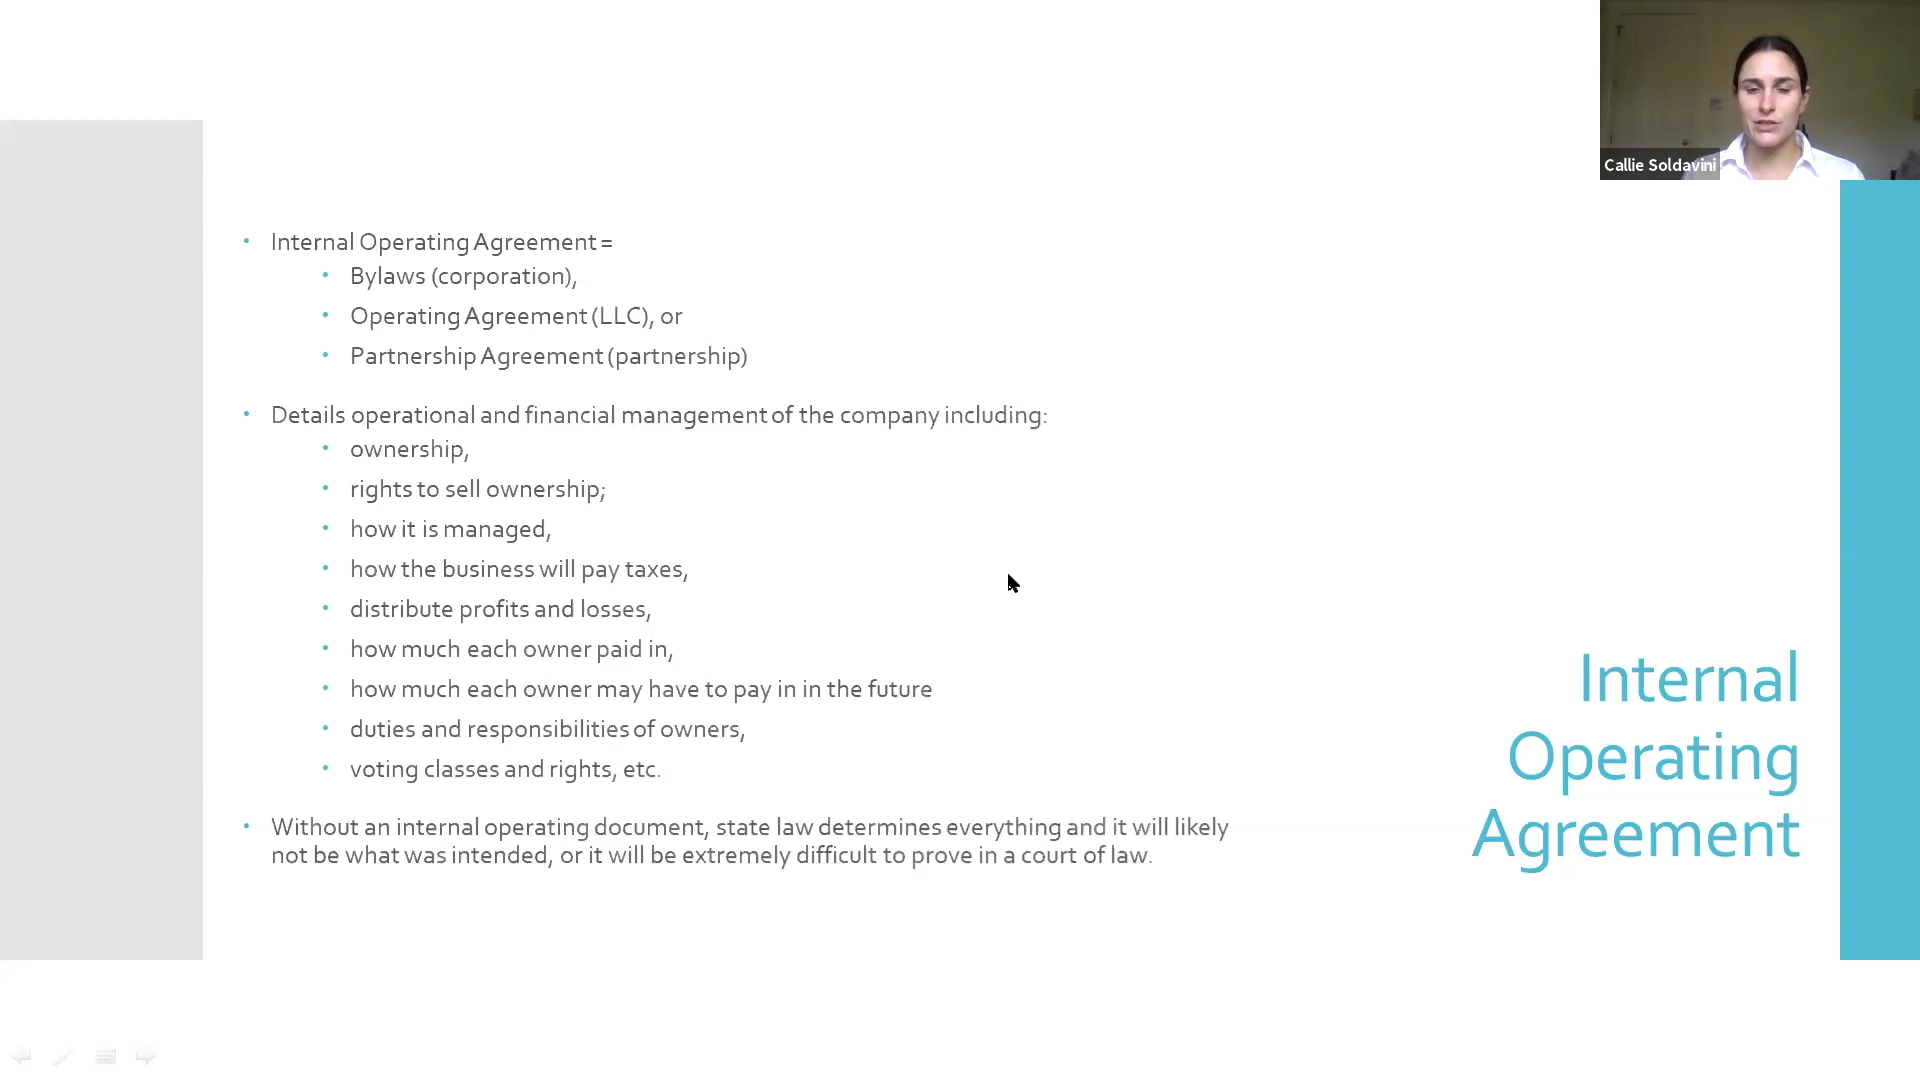 Callie Soldavini
• Internal Operating Agreement =
• Bylaws (corporation),
• Operating Agreement (LLC), or
• Partnership Agreement (partnership)
• Details operational and financial management of the company including:
• ownership,
• rights to sell ownership;
• how it is managed,
• how the business will pay taxes,
• distribute profits and losses,
• how much each owner paid in,
• how much each owner may have to pay in in the future
• duties and responsibilities of owners,
• voting classes and rights, etc.
• Without an internal operating document, state law determines everything and it will likely
not be what was intended, or it will be extremely difficult to prove in a court of law.
Internal
Operating
Agreement